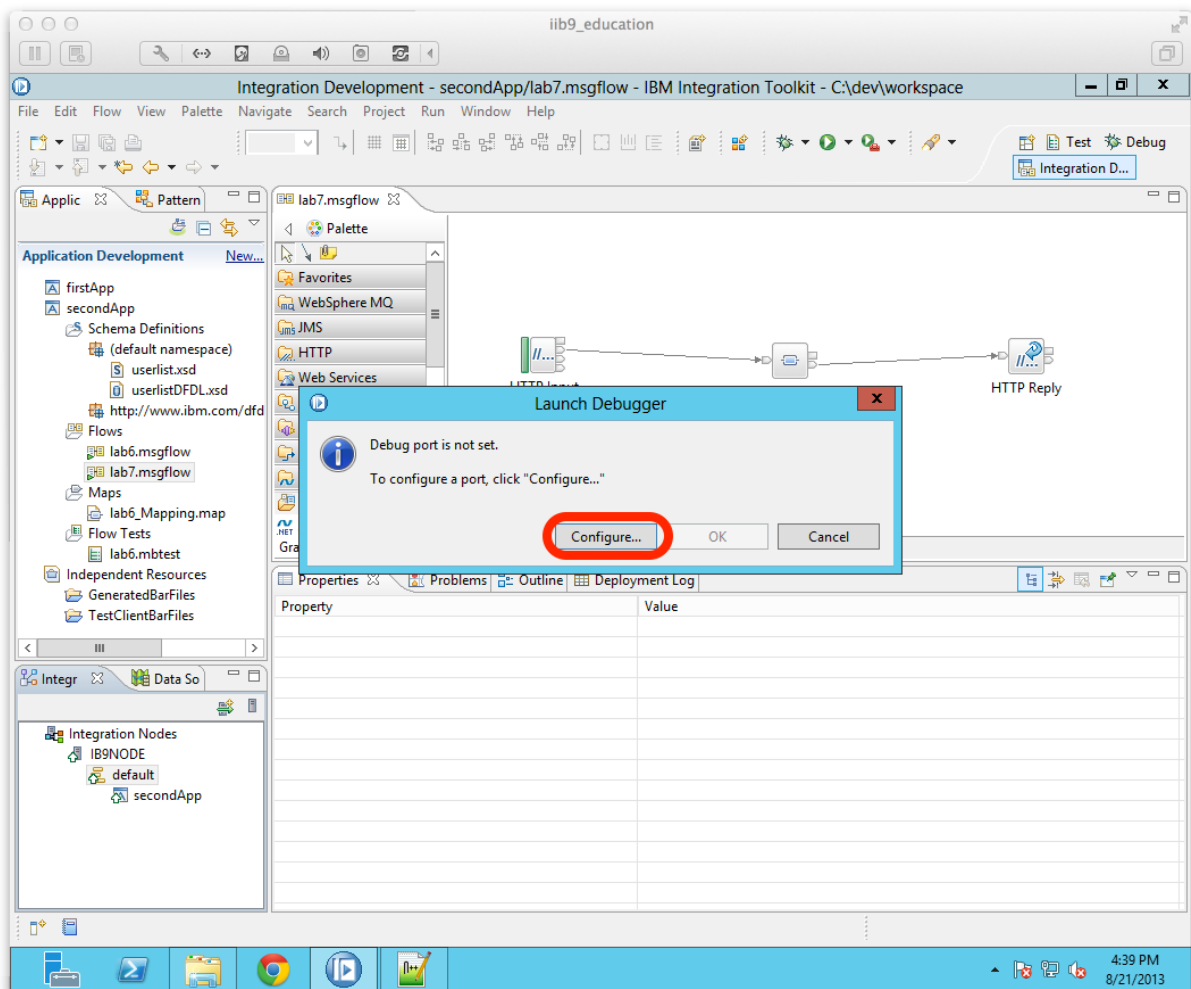 iib9_education
Integration Development - secondApp/lab7.msgflow - IBM Integration Toolkit - C:\dev\workspace
File Edit Flow View Palette Navigate Search Project Run Window Help
Test Debug
Integration D...
Applic Pattern
lab7.msgflow
Palette
Application Development New...
Favorites
firstApp
WebSphere MQ
secondApp
JMS
Schema Definitions
HTTP
(default namespace)
Web Services
userlist.xsd
userlistDFDL.xsd
http://www.ibm.com/dfd
Flows
lab6.msgflow
lab7.msgflow
Maps
lab6_Mapping.map
Flow Tests
lab6.mbtest
Independent Resources
GeneratedBarFiles
TestClientBarFiles
HTTP Input
HTTP Reply
Launch Debugger
Debug port is not set.
To configure a port, click "Configure..."
Configure... OK Cancel
.NET
Gra
Properties Problems Outline Deployment Log
Property Value
Integr Data So
Integration Nodes
IB9NODE
default
secondApp
4:39 PM
8/21/2013